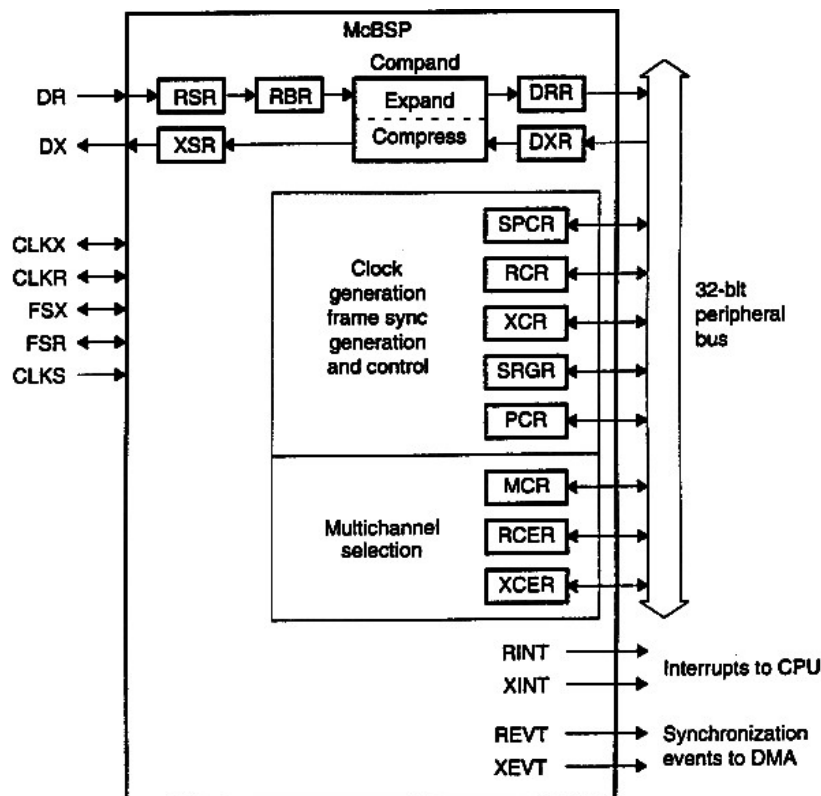 McBSP
Compand
DR
RSR
RBR
Expand
DRR
DX
XSR
Compress
DXR
SPCR
CLKX
CLKR
FSX
FSR
CLKS
Clock
generation
frame sync
generation
and control
RCR
XCR
SRGR
PCR
32-bit
peripheral
bus
Multichannel
selection
MCR
RCER
XCER
RINT
XINT
Interrupts to CPU
REVT
XEVT
Synchronization
events to DMA